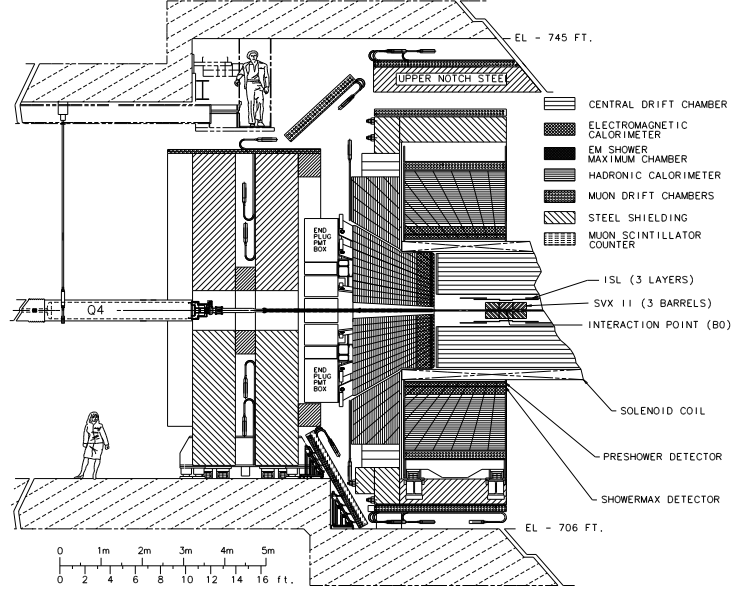 EL - 745 FT.
UPPER NOTCH STEEL
CENTRAL DRIFT CHAMBER
ELECTROMAGNETIC
CALORIMETER
EM SHOWER
MAXIMUM CHAMBER
HADRONIC CALORIMETER
MUON DRIFT CHAMBERS
STEEL SHIELDING
MUON SCINTILLATOR
COUNTER
END
PLUG
PMT
BOX
ISL (3 LAYERS)
Q4
SVX II (3 BARRELS)
INTERACTION POINT (B0)
END
PLUG
PMT
BOX
SOLENOID COIL
PRESHOWER DETECTOR
SHOWERMAX DETECTOR
EL - 706 FT.
0 1m 2m 3m 4m 5m
0 2 4 6 8 10 12 14 16 ft.